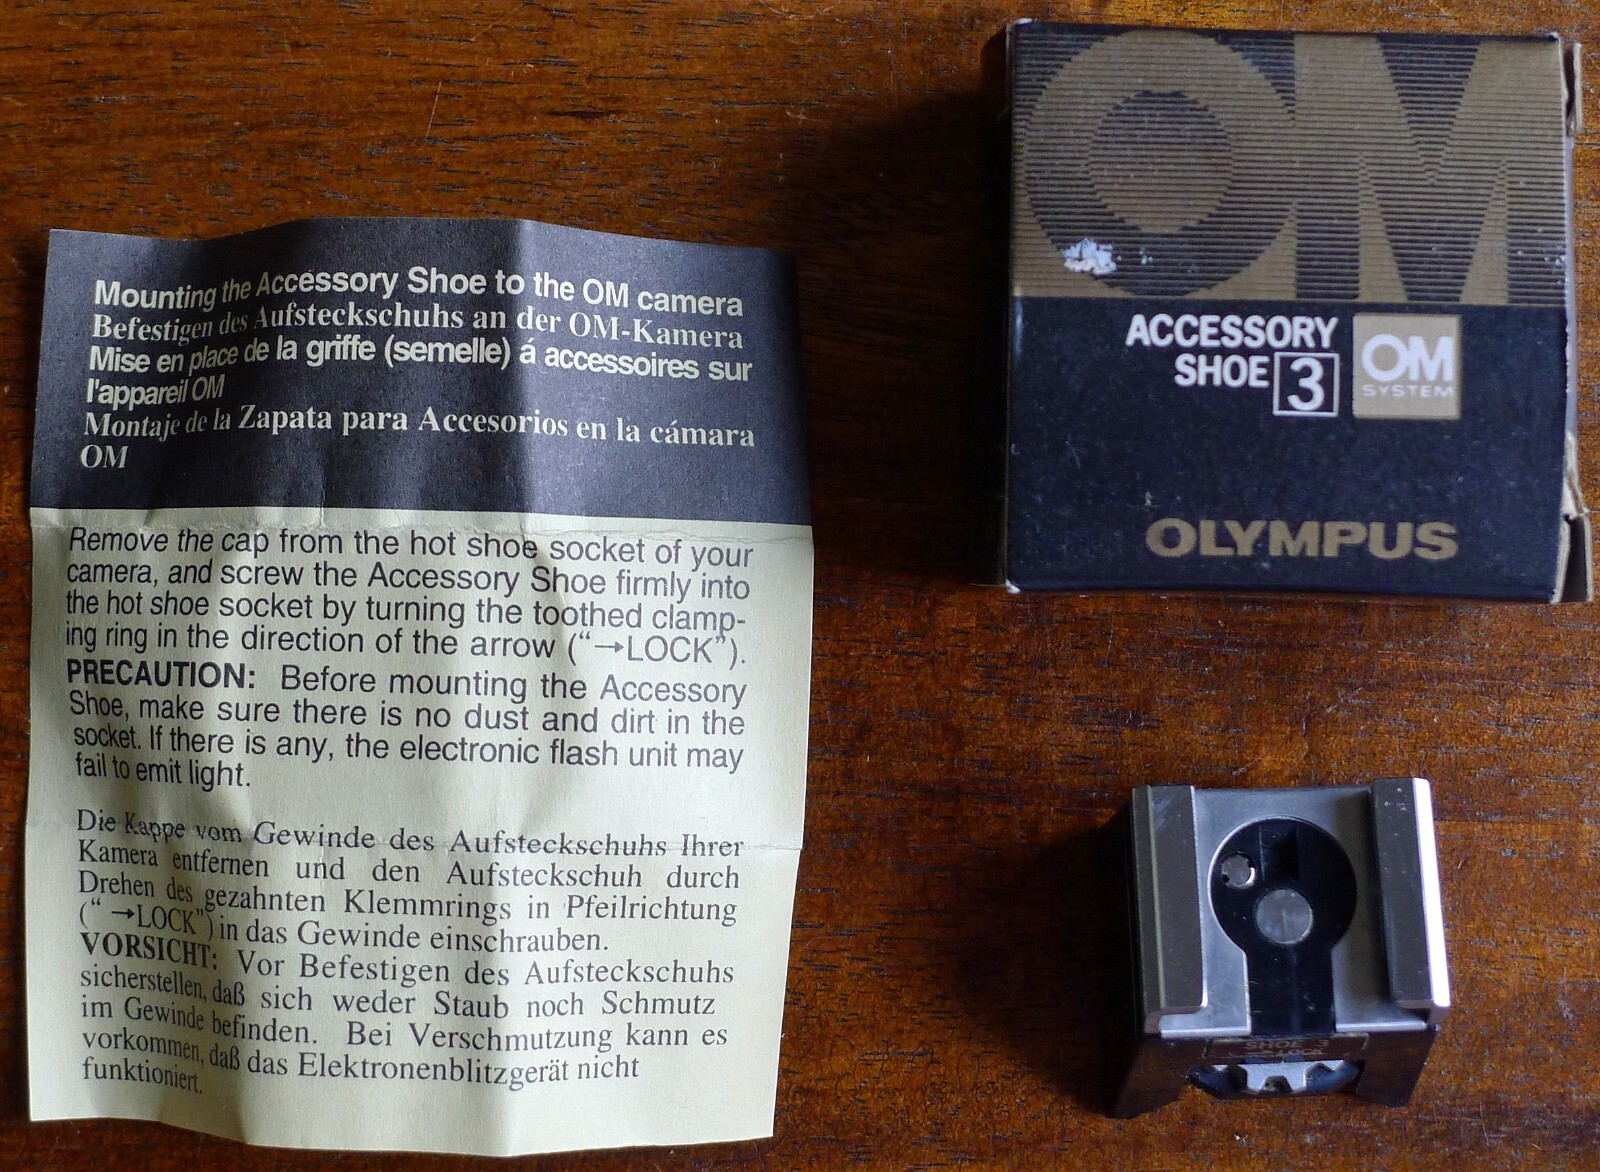 Mounting the Accessory Shoe to the OM camera
Befestigen des Aufsteckschuhs an der OM-Kamera
Mise en place de la griffe (semelle) á accessoires sur
l'appareil OM
Montaje de la Zapata para Accesorios en la cámara
OM
Remove the cap from the hot shoe socket of your
camera, and screw the Accessory Shoe firmly into
the hot shoe socket by turning the toothed clamp-
ing ring in the direction of the arrow (“→LOCK”).
PRECAUTION: Before mounting the Accessory
Shoe, make sure there is no dust and dirt in the
socket. If there is any, the electronic flash unit may
fail to emit light.
Die Kappe vom Gewinde des Aufsteckschuhs Ihrer
Kamera entfernen und den Aufsteckschuh durch
Drehen des gezahnten Klemmrings in Pfeilrichtung
(“ →LOCK”) in das Gewinde einschrauben.
VORSICHT: Vor Befestigen des Aufsteckschuhs
sicherstellen, daß sich weder Staub noch Schmutz
im Gewinde befinden. Bei Verschmutzung kann es
vorkommen, daß das Elektronenblitzgerät nicht
funktioniert.
OM
ACCESSORY
SHOE 3
OM
SYSTEM
OLYMPUS
SHOE 3